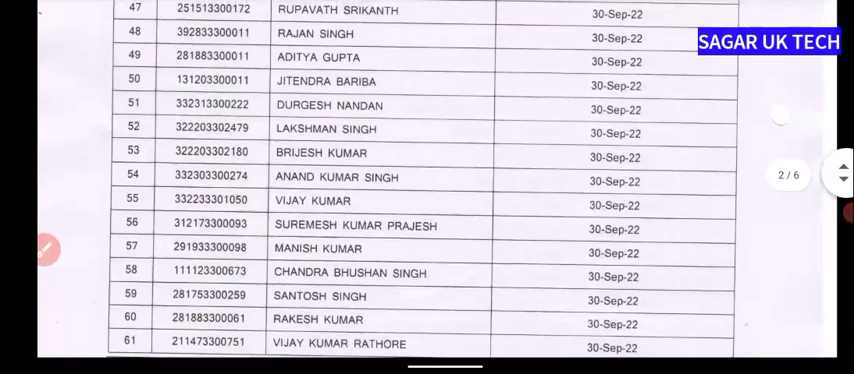 47 251513300172 RUPAVATH SRIKANTH 30-Sep-22
48 392833300011 RAJAN SINGH 30-Sep-22
49 281883300011 ADITYA GUPTA 30-Sep-22
50 131203300011 JITENDRA BARIBA 30-Sep-22
51 332313300222 DURGESH NANDAN 30-Sep-22
52 322203302479 LAKSHMAN SINGH 30-Sep-22
53 322203302180 BRIJESH KUMAR 30-Sep-22
54 332303300274 ANAND KUMAR SINGH 30-Sep-22
55 332233301050 VIJAY KUMAR 30-Sep-22
56 312173300093 SUREMESH KUMAR PRAJESH 30-Sep-22
57 291933300098 MANISH KUMAR 30-Sep-22
58 111123300673 CHANDRA BHUSHAN SINGH 30-Sep-22
59 281753300259 SANTOSH SINGH 30-Sep-22
60 281883300061 RAKESH KUMAR 30-Sep-22
61 211473300751 VIJAY KUMAR RATHORE 30-Sep-22
SAGAR UK TECH
2 / 6